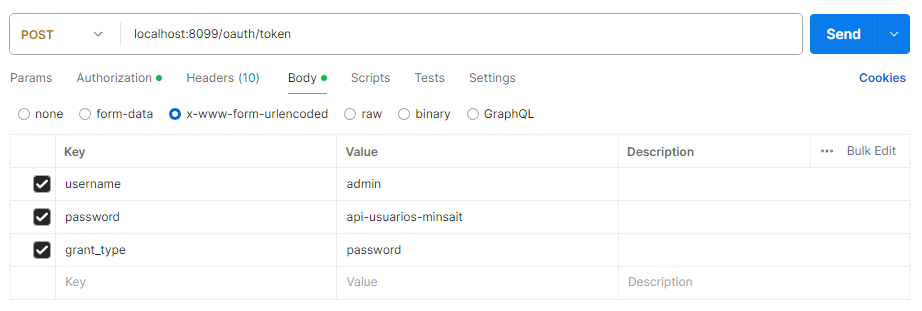 POST localhost:8099/oauth/token Send
Params Authorization Headers (10) Body Scripts Tests Settings Cookies
none form-data x-www-form-urlencoded raw binary GraphQL
Key Value Description ••• Bulk Edit
username admin
password api-usuarios-minsait
grant_type password
Key Value Description